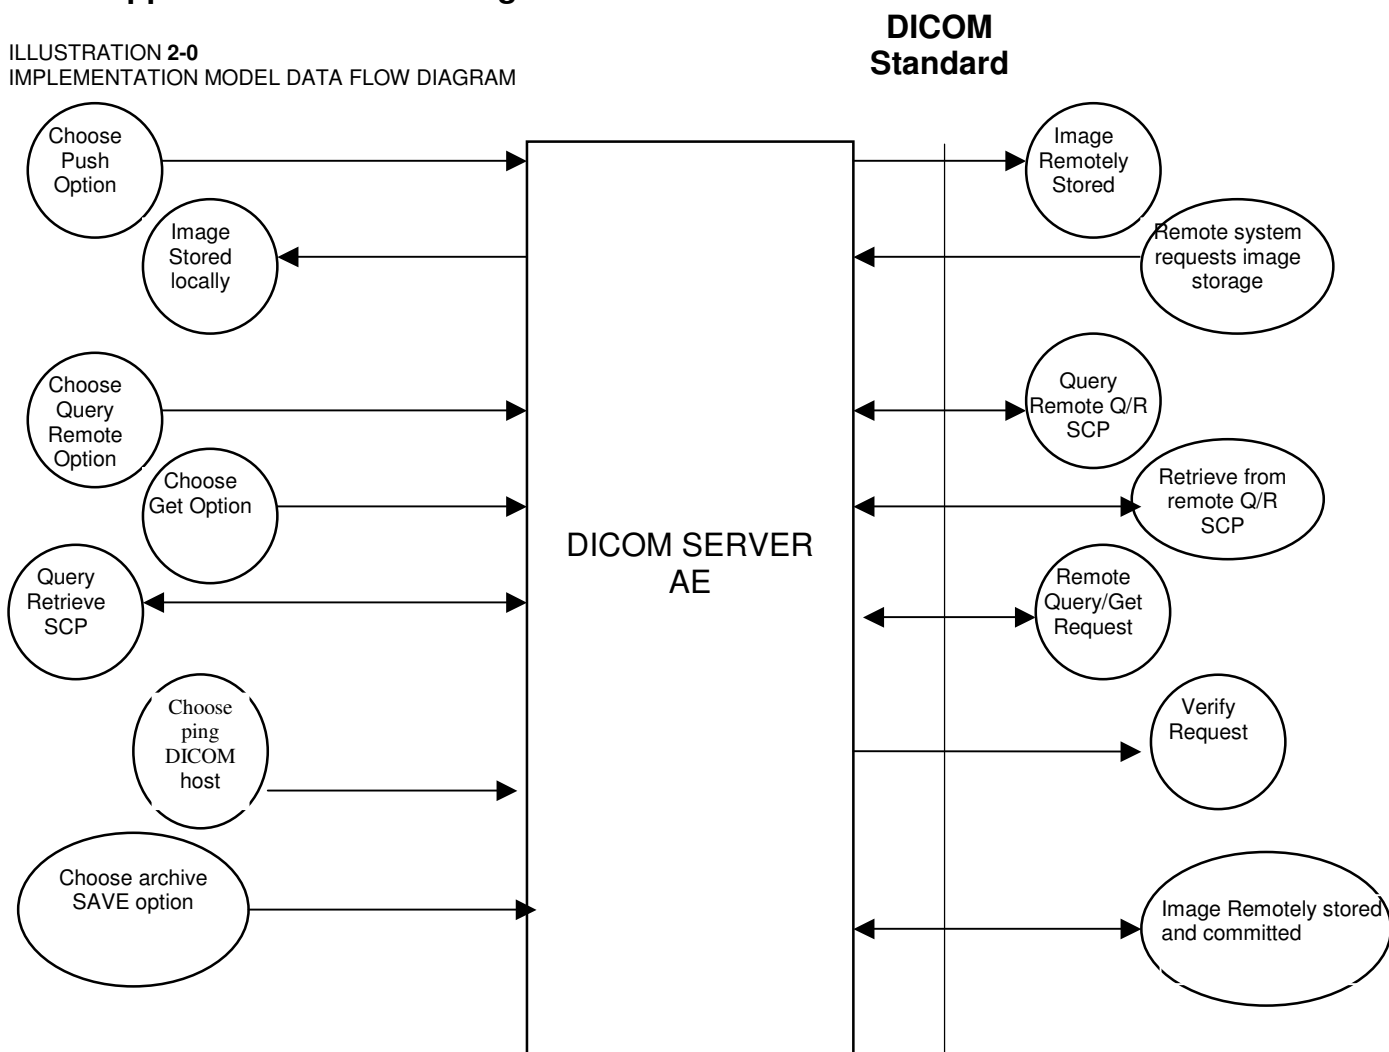 DICOM
Standard
ILLUSTRATION 2-0
IMPLEMENTATION MODEL DATA FLOW DIAGRAM
Choose
Push
Option
Image
Remotely
Stored
Image
Stored
locally
Remote system
requests image
storage
Choose
Query
Remote
Option
Query
Remote Q/R
SCP
Choose
Get Option
Retrieve from
remote Q/R
SCP
DICOM SERVER
AE
Query
Retrieve
SCP
Remote
Query/Get
Request
Choose
ping
DICOM
host
Verify
Request
Choose archive
SAVE option
Image Remotely stored
and committed